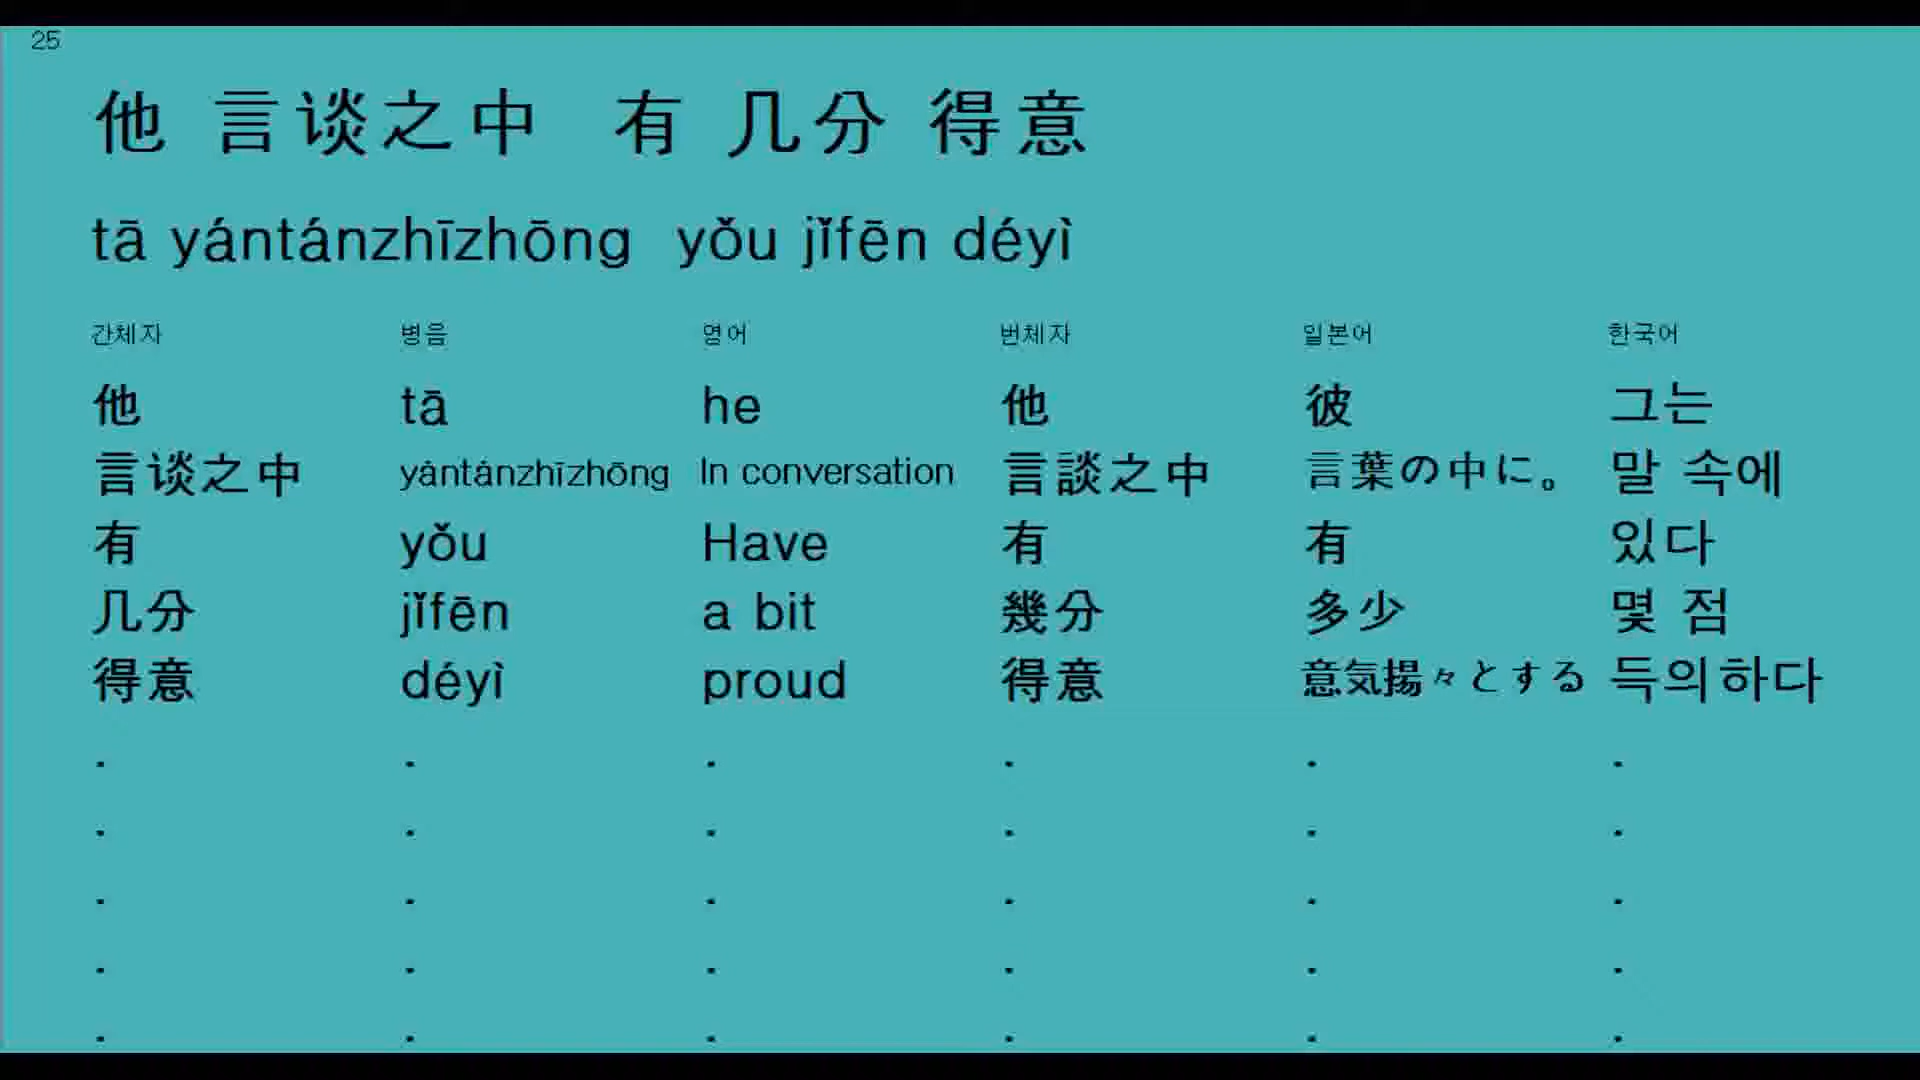 25
他 言谈之中 有 几分 得意
tā yántánzhīzhōng yǒu jǐfēn déyì
간체자 병음 영어 번체자 일본어 한국어
他 tā he 他 彼 그는
言谈之中 yántánzhīzhōng In conversation 言談之中 言葉の中に。 말 속에
有 yǒu Have 有 有 있다
几分 jǐfēn a bit 幾分 多少 몇 점
得意 déyì proud 得意 意気揚々とする 득의하다
. . . . . .
. . . . . .
. . . . . .
. . . . . .
. . . . . .